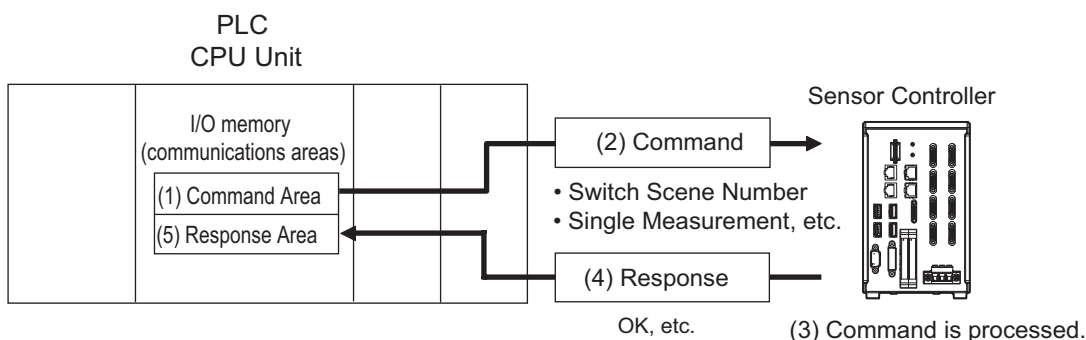 PLC
CPU Unit
Sensor Controller
I/O memory
(communications areas)
(1) Command Area
(5) Response Area
(2) Command
• Switch Scene Number
• Single Measurement, etc.
(4) Response
OK, etc.
(3) Command is processed.